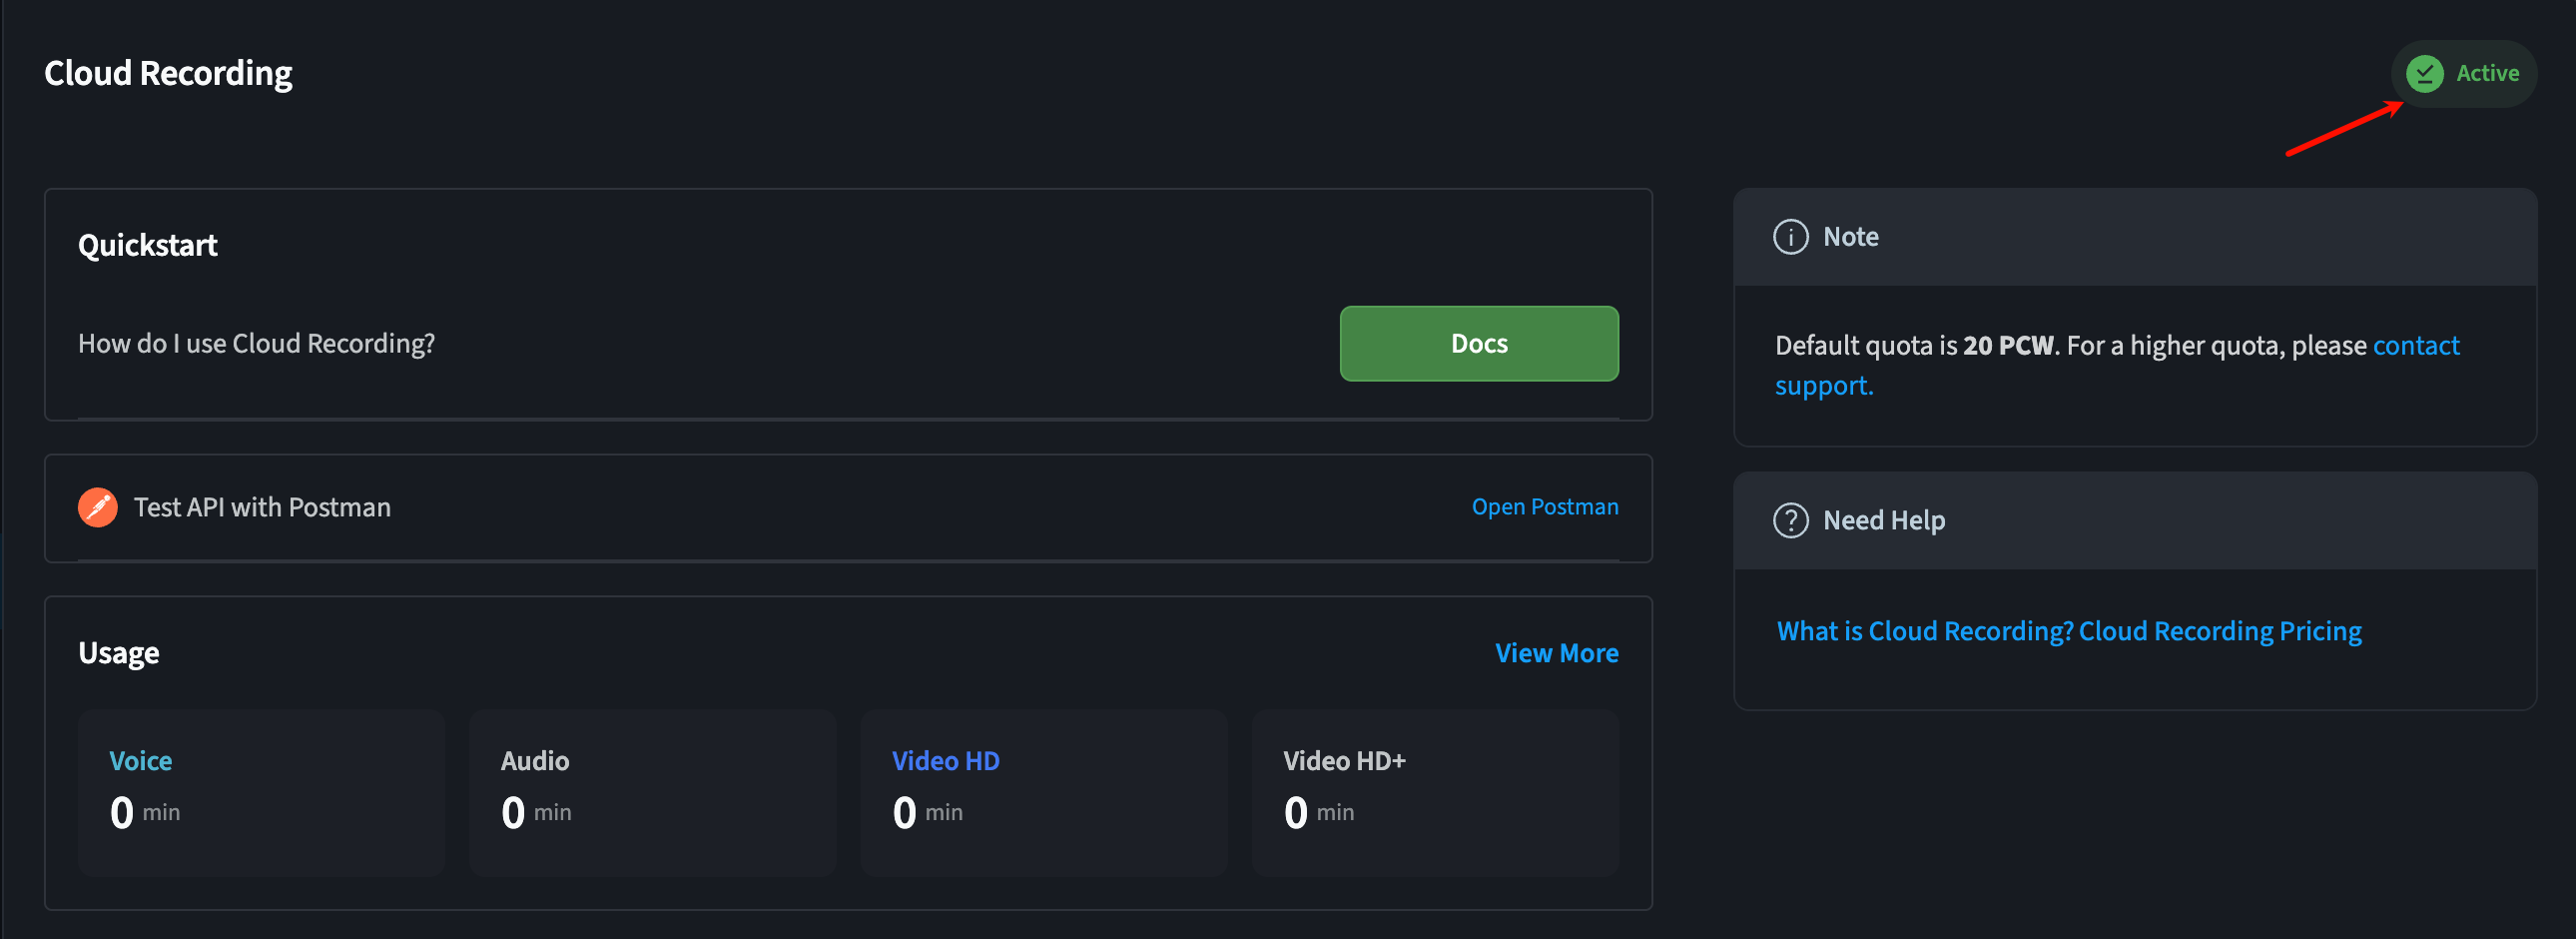 Cloud Recording
Active
Quickstart
How do I use Cloud Recording?
Docs
Test API with Postman
Open Postman
Usage
View More
Voice
0 min
Audio
0 min
Video HD
0 min
Video HD+
0 min
Note
Default quota is 20 PCW. For a higher quota, please contact
support.
Need Help
What is Cloud Recording? Cloud Recording Pricing